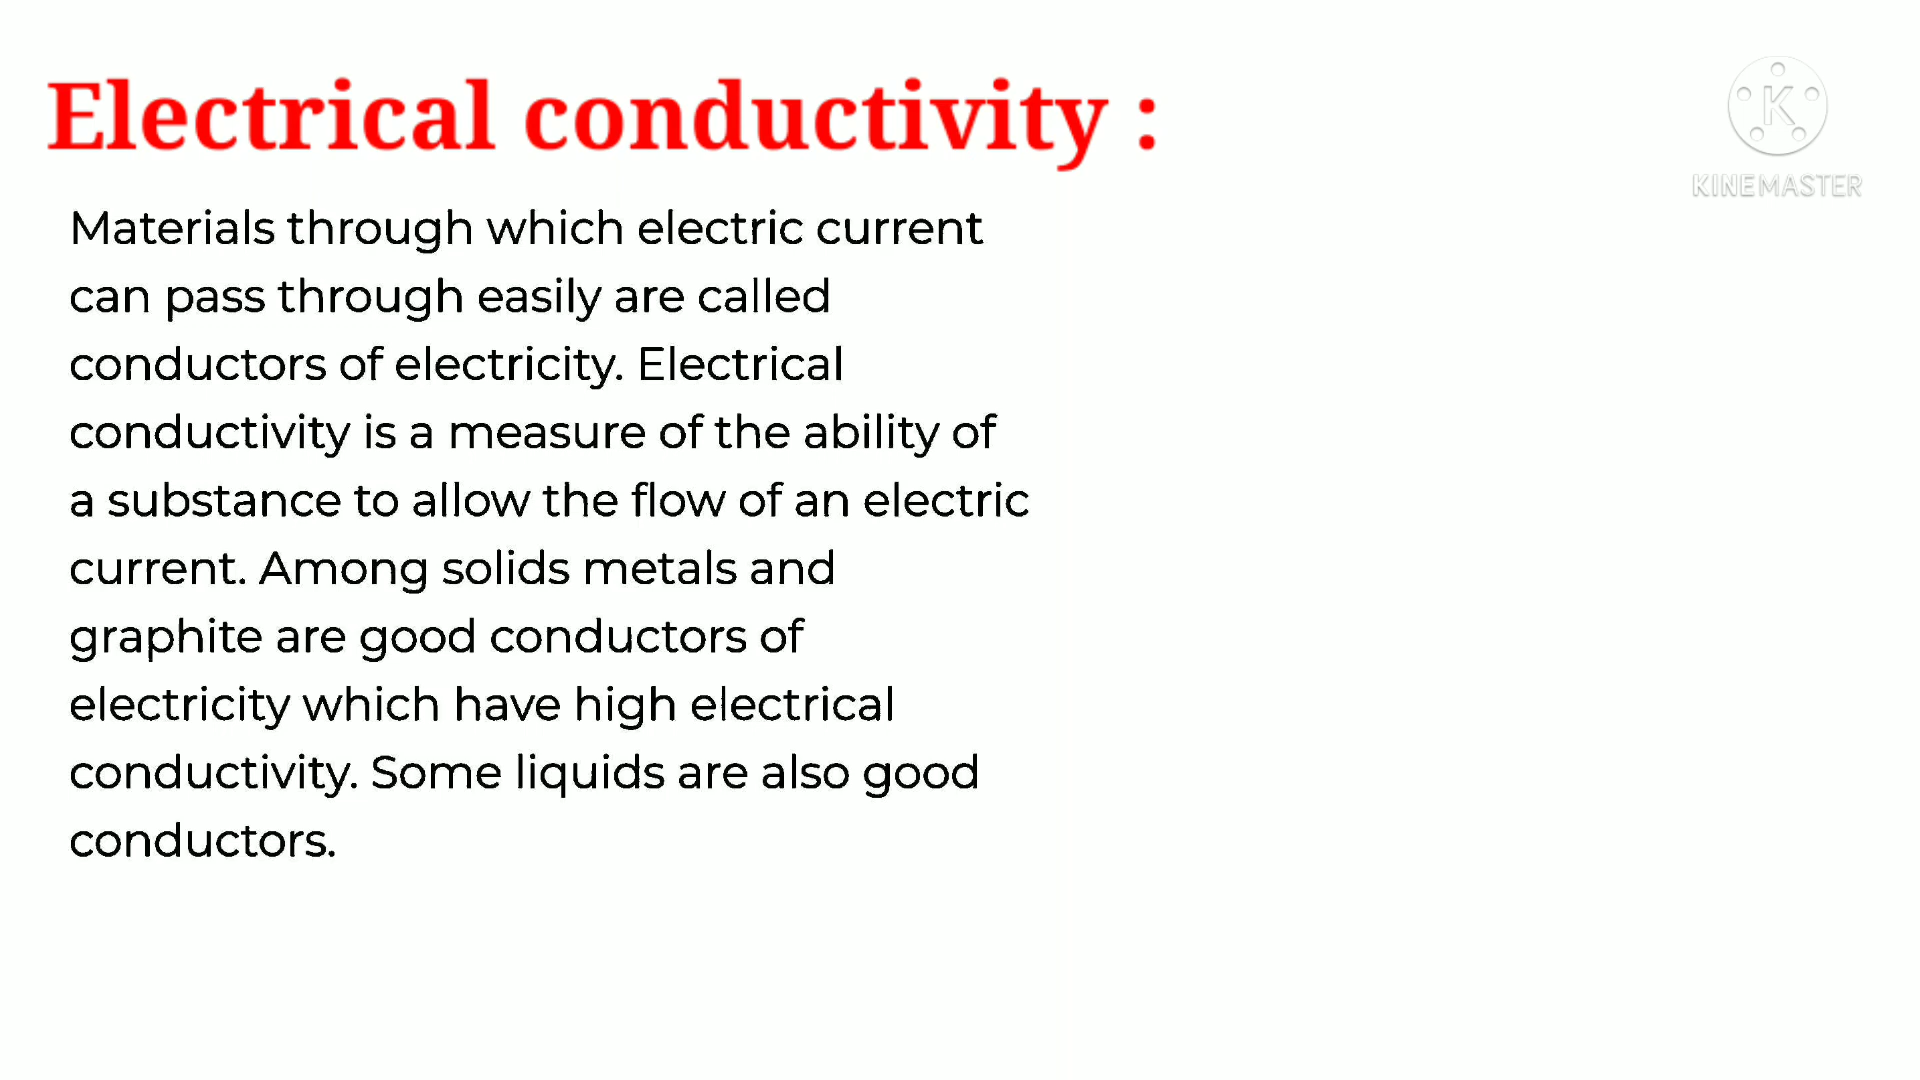 Electrical conductivity :
KINEMASTER
Materials through which electric current
can pass through easily are called
conductors of electricity. Electrical
conductivity is a measure of the ability of
a substance to allow the flow of an electric
current. Among solids metals and
graphite are good conductors of
electricity which have high electrical
conductivity. Some liquids are also good
conductors.